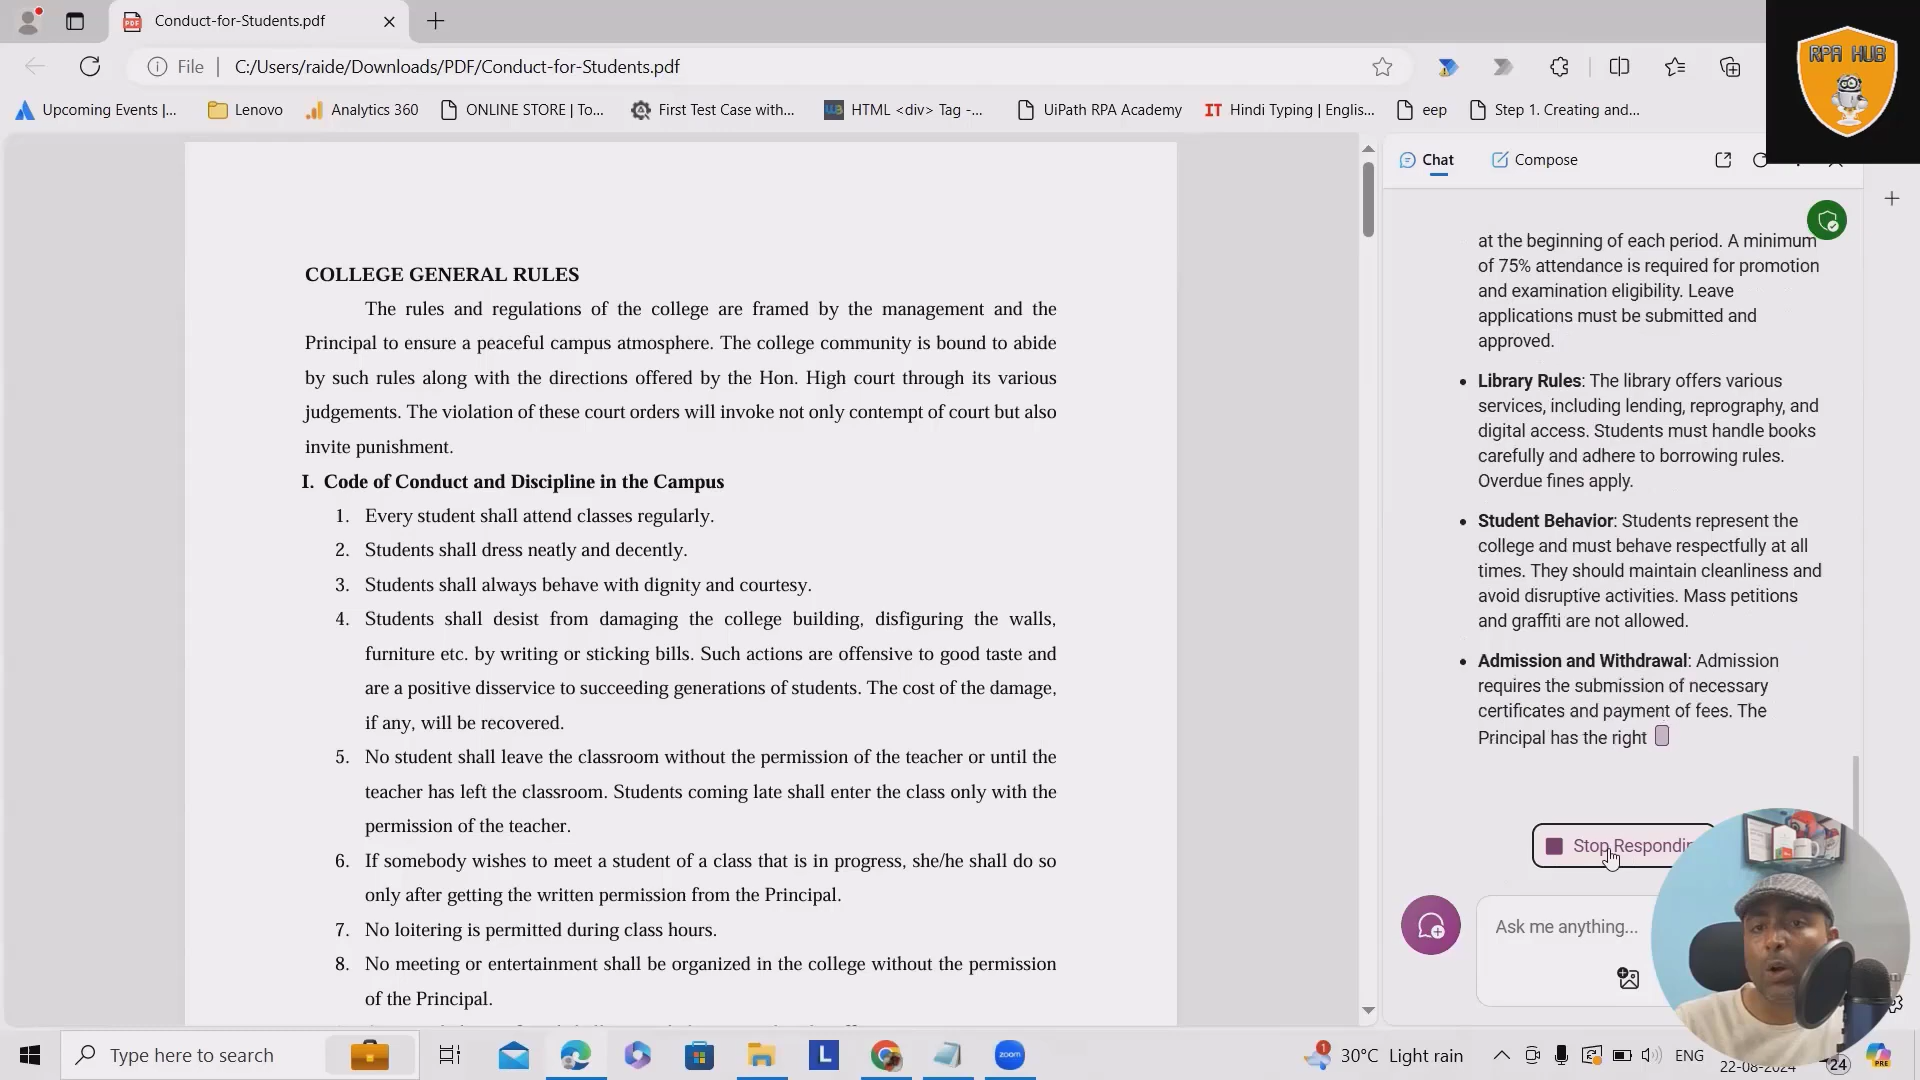 Conduct-for-Students.pdf
File
C:/Users/raide/Downloads/PDF/Conduct-for-Students.pdf
RPA HUB
Upcoming Events |...
Lenovo
Analytics 360
ONLINE STORE | To...
First Test Case with...
HTML <div> Tag -...
UiPath RPA Academy
Hindi Typing | Englis...
eep
Step 1. Creating and...
COLLEGE GENERAL RULES
The rules and regulations of the college are framed by the management and the
Principal to ensure a peaceful campus atmosphere. The college community is bound to abide
by such rules along with the directions offered by the Hon. High court through its various
judgements. The violation of these court orders will invoke not only contempt of court but also
invite punishment.
I. Code of Conduct and Discipline in the Campus
1. Every student shall attend classes regularly.
2. Students shall dress neatly and decently.
3. Students shall always behave with dignity and courtesy.
4. Students shall desist from damaging the college building, disfiguring the walls,
furniture etc. by writing or sticking bills. Such actions are offensive to good taste and
are a positive disservice to succeeding generations of students. The cost of the damage,
if any, will be recovered.
5. No student shall leave the classroom without the permission of the teacher or until the
teacher has left the classroom. Students coming late shall enter the class only with the
permission of the teacher.
6. If somebody wishes to meet a student of a class that is in progress, she/he shall do so
only after getting the written permission from the Principal.
7. No loitering is permitted during class hours.
8. No meeting or entertainment shall be organized in the college without the permission
of the Principal.
Chat
Compose
at the beginning of each period. A minimum
of 75% attendance is required for promotion
and examination eligibility. Leave
applications must be submitted and
approved.
• Library Rules: The library offers various
services, including lending, reprography, and
digital access. Students must handle books
carefully and adhere to borrowing rules.
Overdue fines apply.
• Student Behavior: Students represent the
college and must behave respectfully at all
times. They should maintain cleanliness and
avoid disruptive activities. Mass petitions
and graffiti are not allowed.
• Admission and Withdrawal: Admission
requires the submission of necessary
certificates and payment of fees. The
Principal has the right
Stop Respondin
Ask me anything...
Type here to search
L
zoom
1
30°C Light rain
ENG
22-08-2024
24
PRE